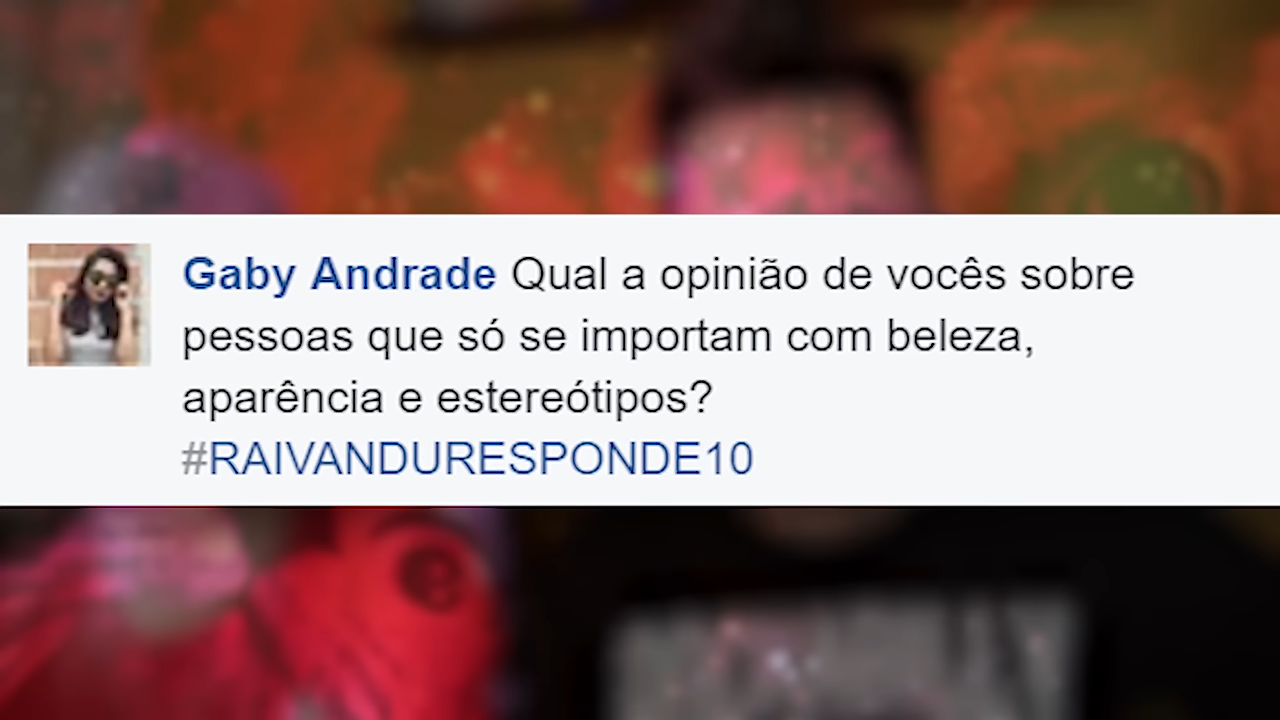 Gaby Andrade Qual a opinião de vocês sobre
pessoas que só se importam com beleza,
aparência e estereótipos?
#RAIVANDURESPONDE10